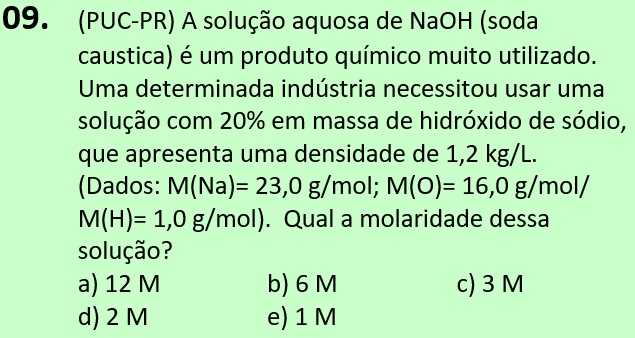 09. (PUC-PR) A solução aquosa de NaOH (soda
caustica) é um produto químico muito utilizado.
Uma determinada indústria necessitou usar uma
solução com 20% em massa de hidróxido de sódio,
que apresenta uma densidade de 1,2 kg/L.
(Dados: M(Na)= 23,0 g/mol; M(O)= 16,0 g/mol/
M(H)= 1,0 g/mol). Qual a molaridade dessa
solução?
a) 12 M b) 6 M c) 3 M
d) 2 M e) 1 M